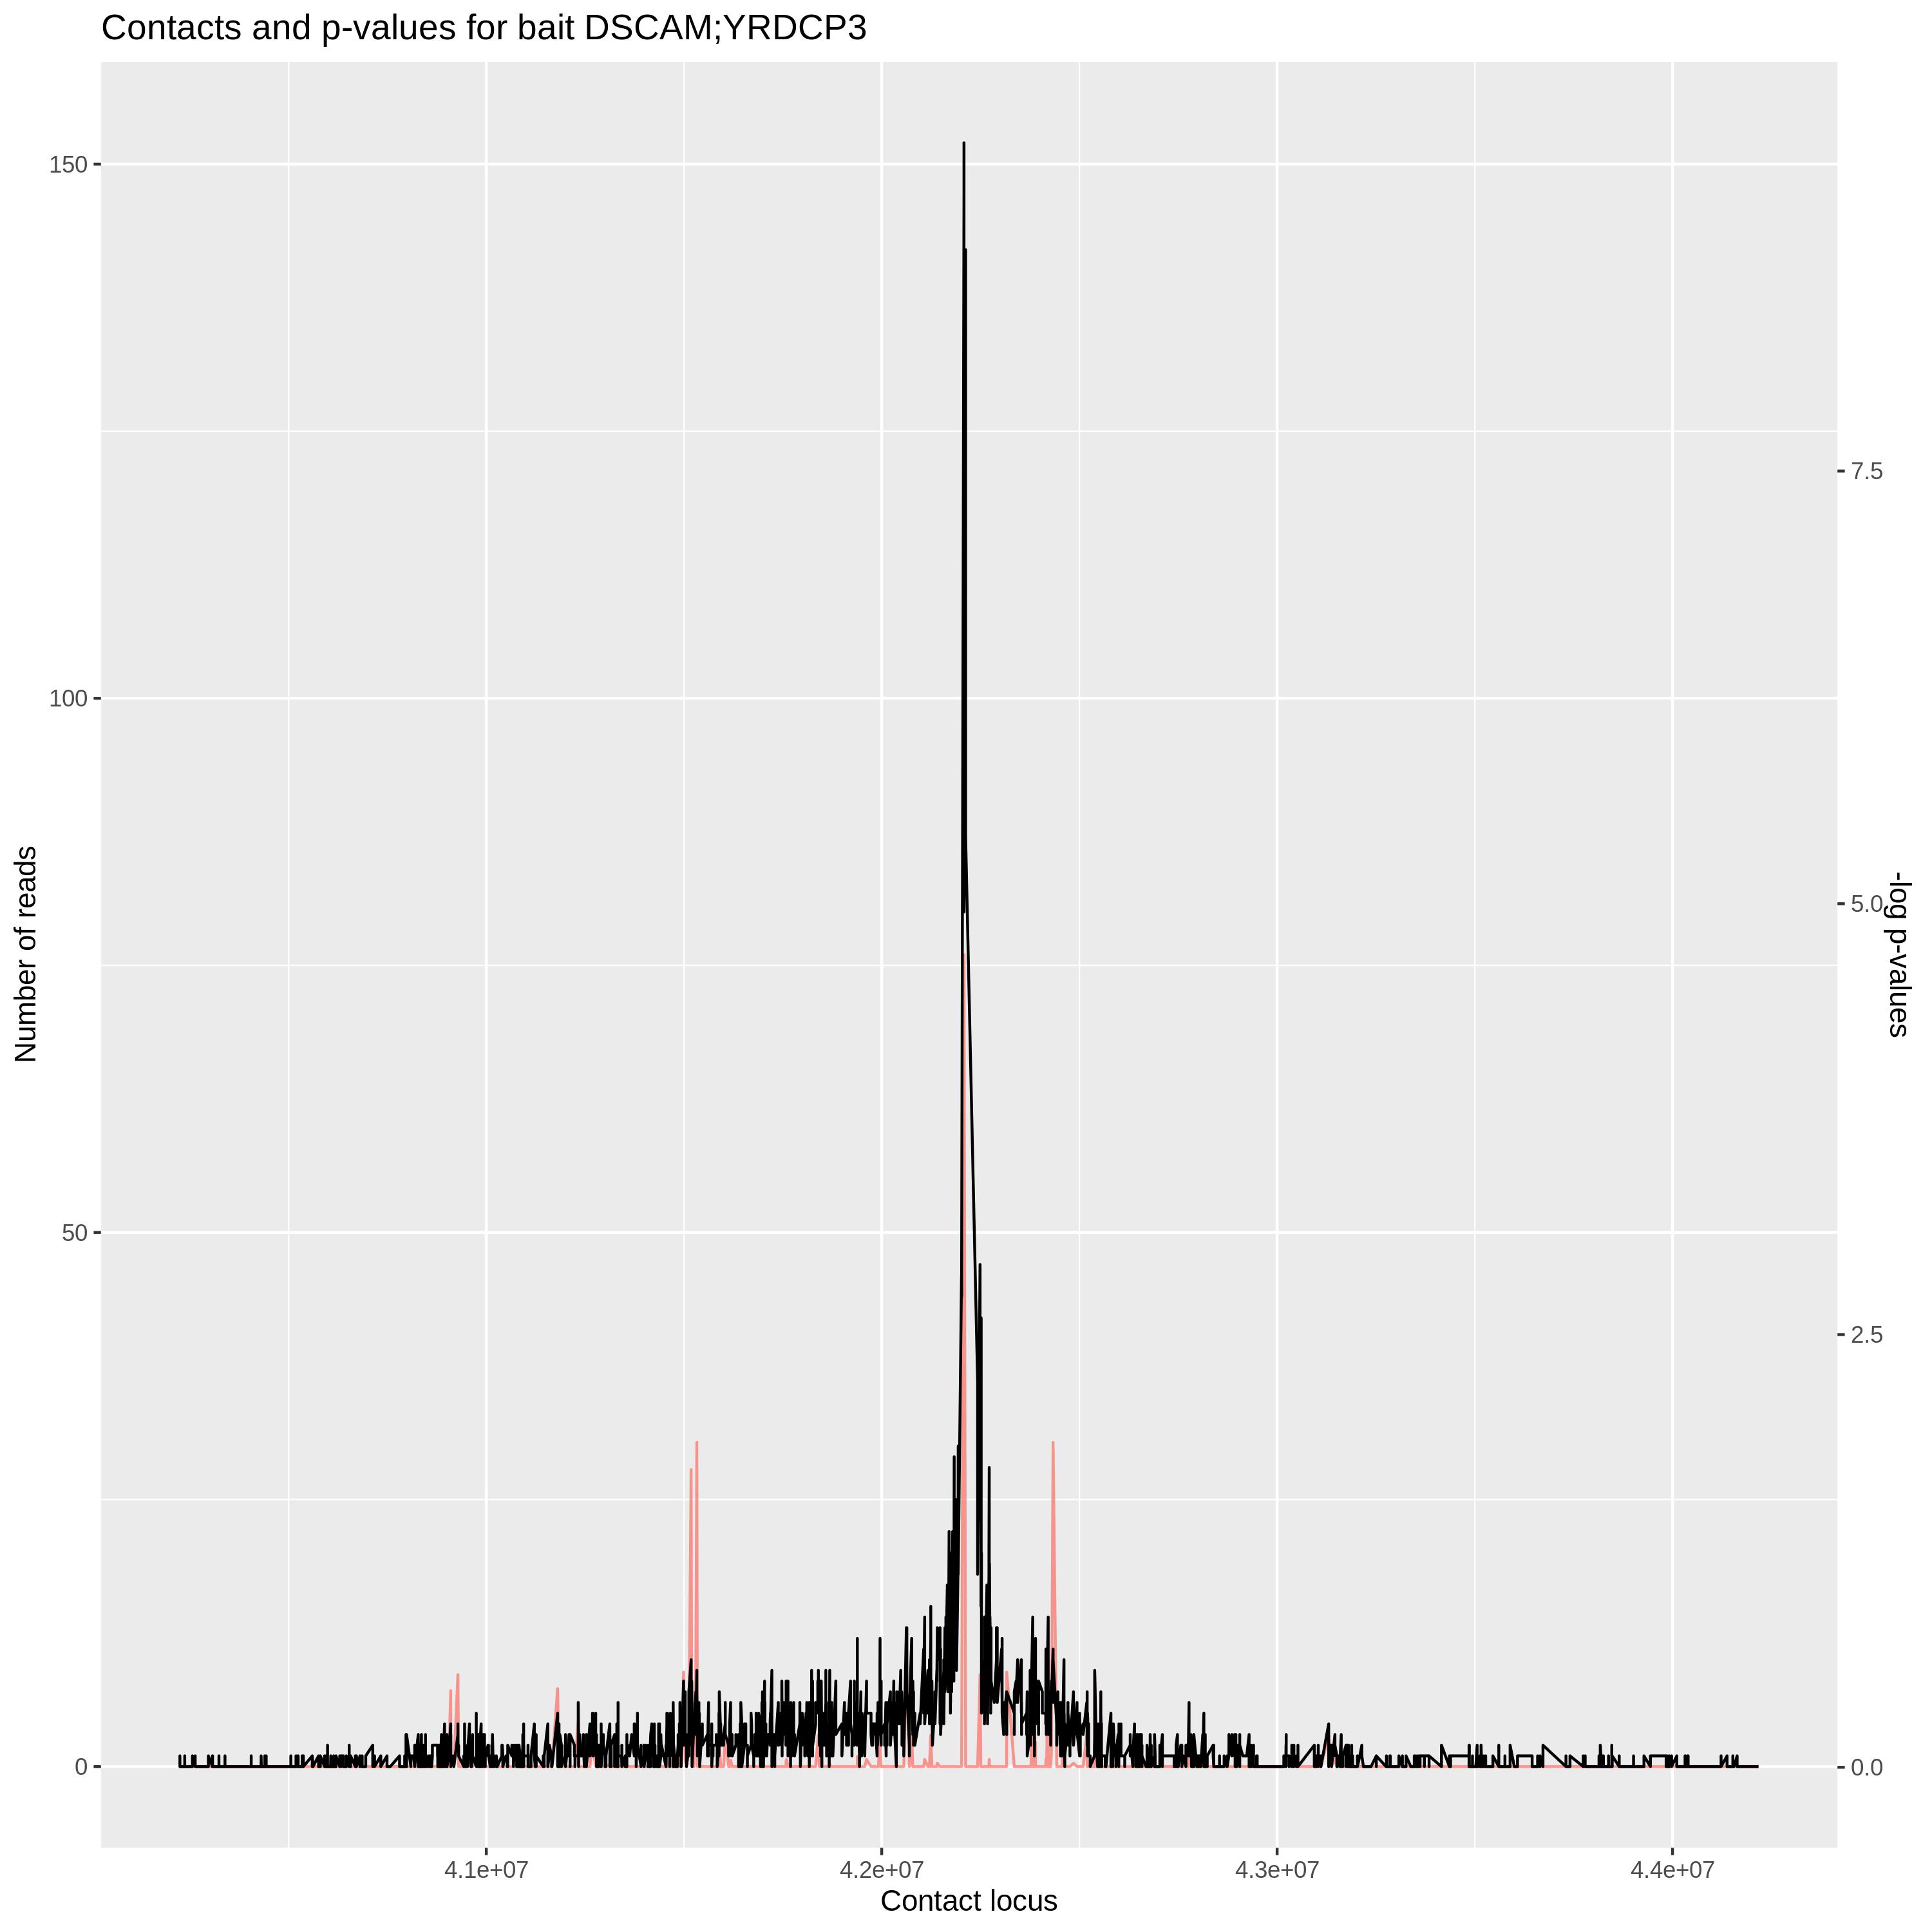 Contacts and p-values for bait DSCAM;YRDCP3
150
100
50
0
Number of reads
7.5
5.0
2.5
0.0
-log p-values
4.1e+07
4.2e+07
4.3e+07
4.4e+07
Contact locus